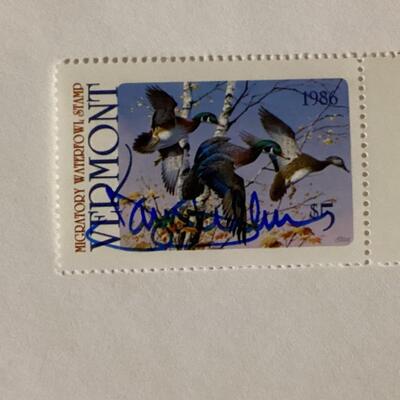 MIGRATORY WATERFOWL STAMP
VERMONT
1986
$5